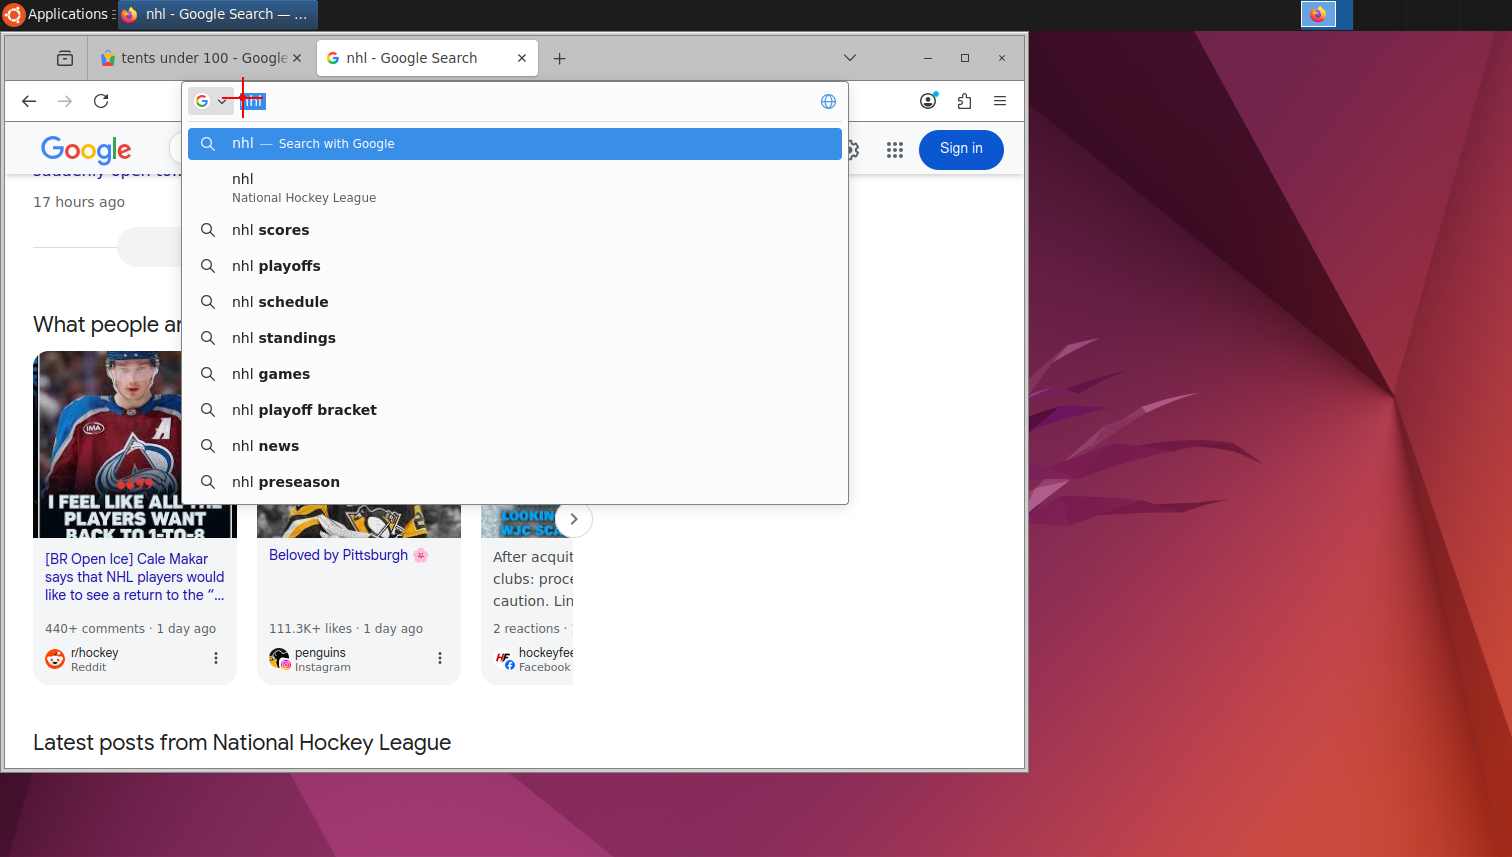 Applications
nhl - Google Search — ...
tents under 100 - Google
nhl - Google Search
nhl
nhl — Search with Google
nhl
National Hockey League
nhl scores
nhl playoffs
nhl schedule
nhl standings
nhl games
nhl playoff bracket
nhl news
nhl preseason
Google
Sign in
17 hours ago
What people ar
IMA
A
I FEEL LIKE ALL THE
PLAYERS WANT
BACK TO 1-TO-8
LOOKIN
WJC SC
[BR Open Ice] Cale Makar
says that NHL players would
like to see a return to the “...
440+ comments · 1 day ago
r/hockey
Reddit
Beloved by Pittsburgh 🌸
111.3K+ likes · 1 day ago
penguins
Instagram
After acquit
clubs: proce
caution. Lin
2 reactions ·
HF
hockeyfee
Facebook
Latest posts from National Hockey League